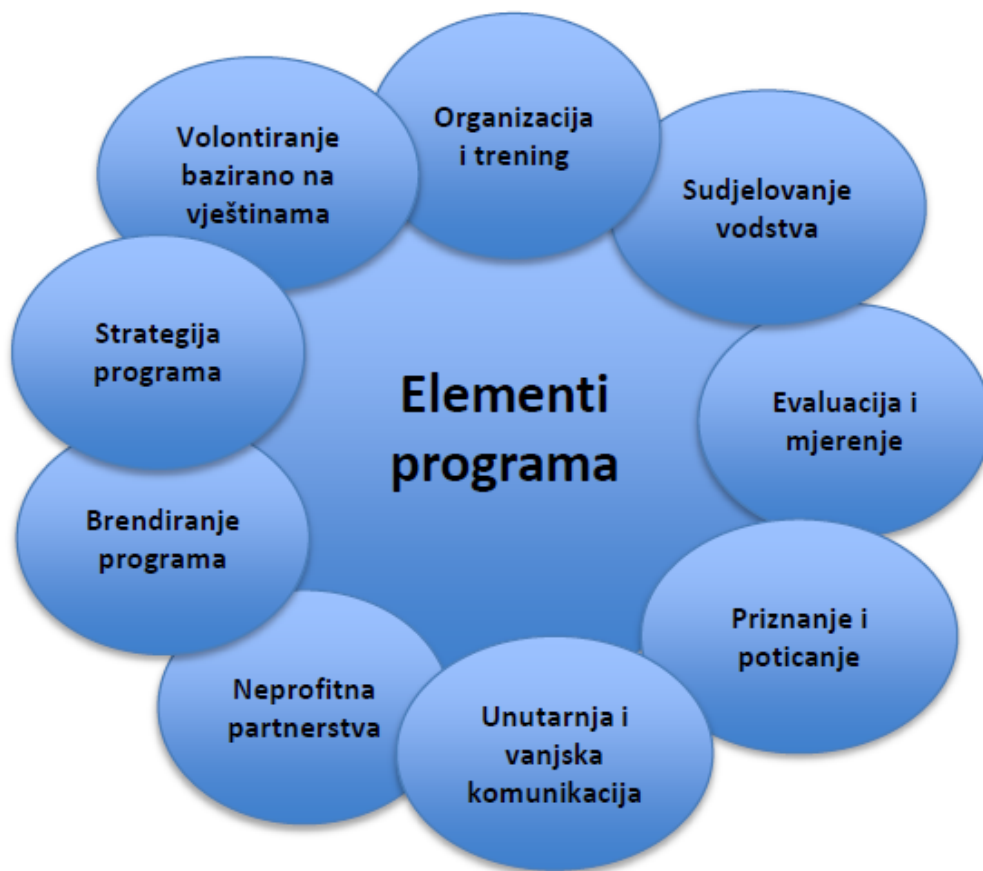 Organizacija
i trening
Volontiranje
bazirano na
vještinama
Sudjelovanje
vodstva
Strategija
programa
Elementi
programa
Evaluacija i
mjerenje
Brendiranje
programa
Priznanje i
poticanje
Neprofitna
partnerstva
Unutarnja i
vanjska
komunikacija